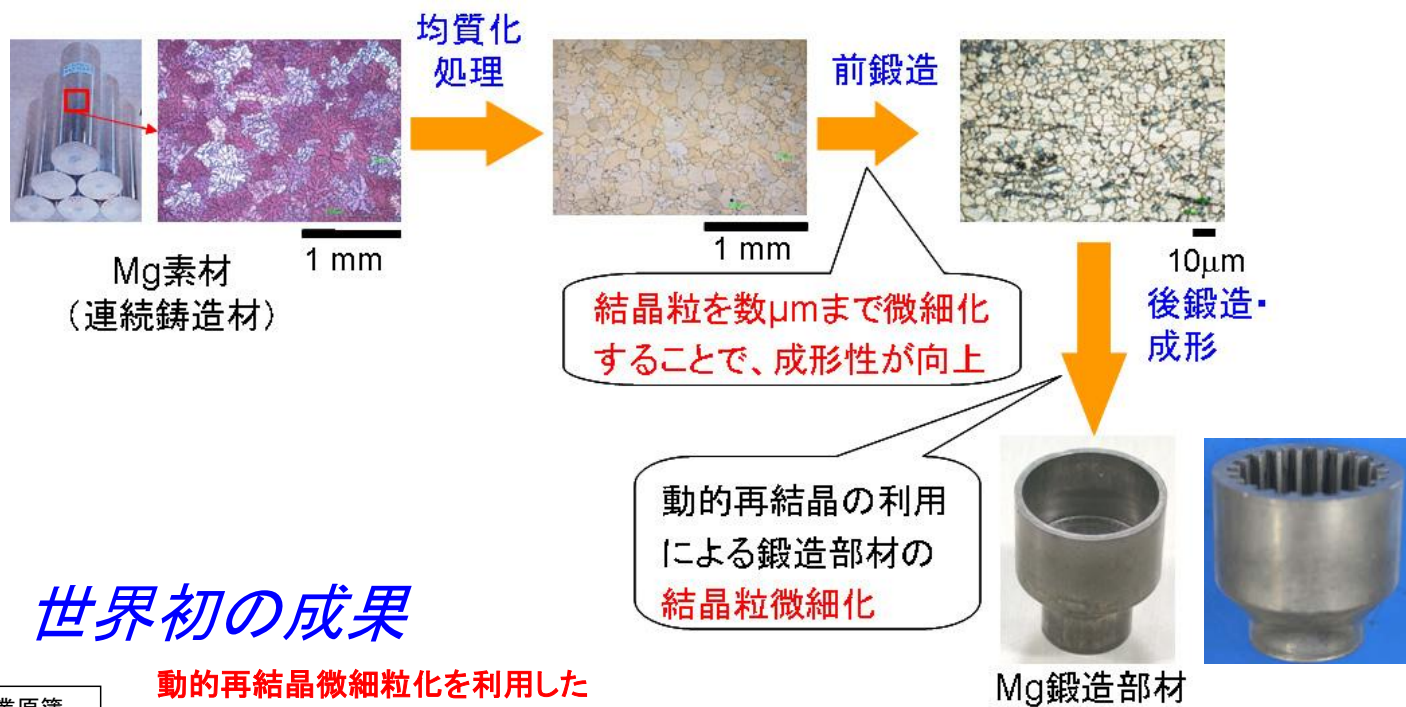 均質化
処理
前鍛造
1 mm
1 mm
10μm
Mg素材
（連続鋳造材）
結晶粒を数μmまで微細化
することで、成形性が向上
後鍛造・
成形
動的再結晶の利用
による鍛造部材の
結晶粒微細化
世界初の成果
動的再結晶微細粒化を利用した
Mg鍛造部材
業原簿